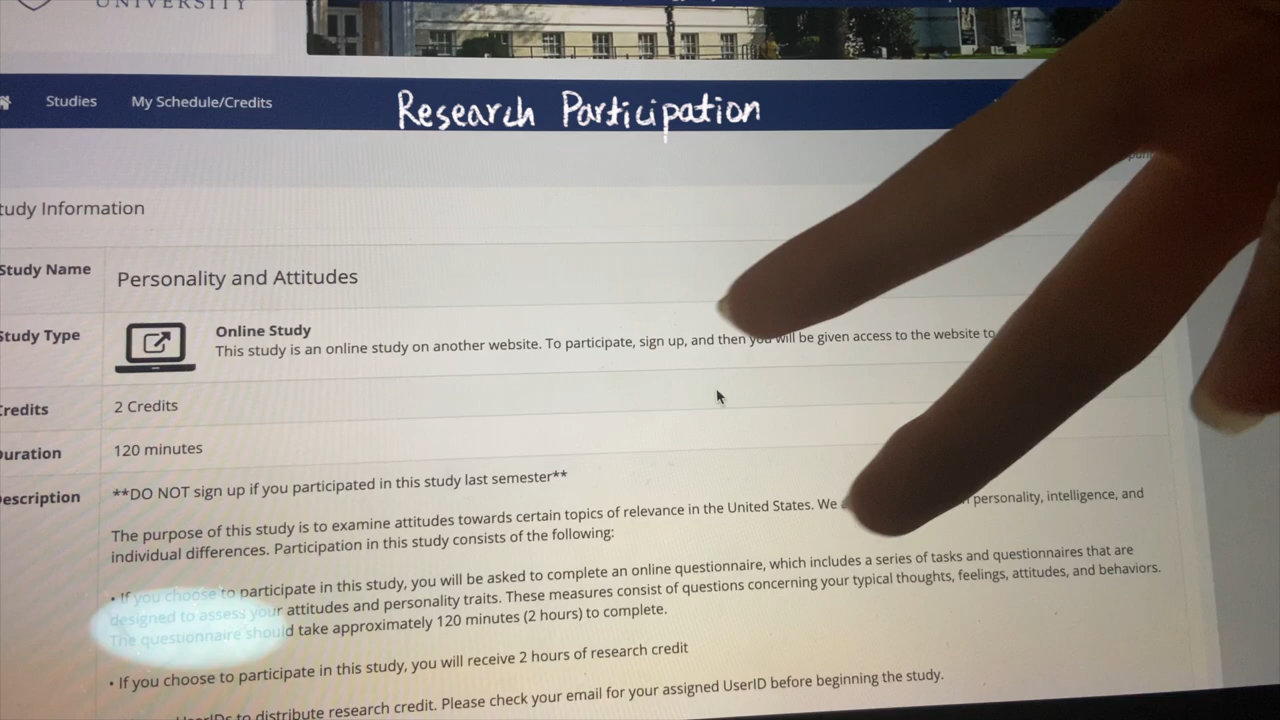 UNIVERSITY
Studies My Schedule/Credits
Research Participation
tudy Information
Study Name Personality and Attitudes
Study Type Online Study
This study is an online study on another website. To participate, sign up, and then you will be given access to the website to
Credits 2 Credits
Duration 120 minutes
Description **DO NOT sign up if you participated in this study last semester**
The purpose of this study is to examine attitudes towards certain topics of relevance in the United States. We personality, intelligence, and
individual differences. Participation in this study consists of the following:
• If you choose to participate in this study, you will be asked to complete an online questionnaire, which includes a series of tasks and questionnaires that are
designed to assess your attitudes and personality traits. These measures consist of questions concerning your typical thoughts, feelings, attitudes, and behaviors.
The questionnaire should take approximately 120 minutes (2 hours) to complete.
• If you choose to participate in this study, you will receive 2 hours of research credit
UserIDs to distribute research credit. Please check your email for your assigned UserID before beginning the study.